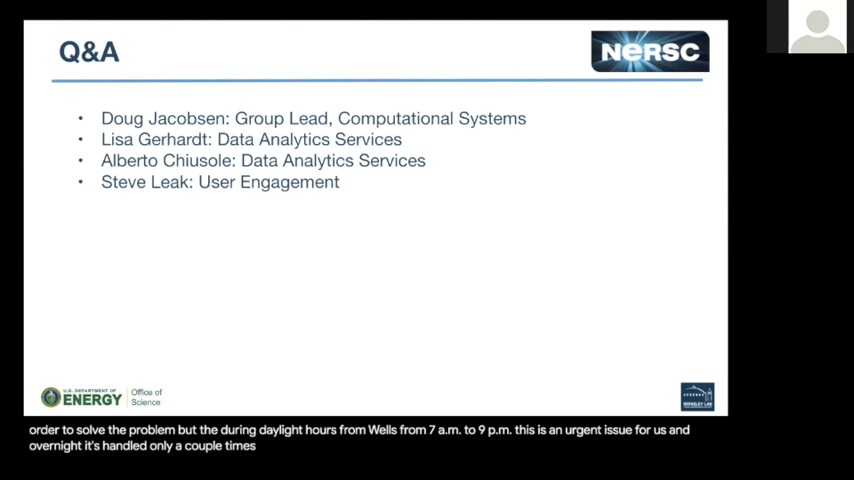 Q&A
NERSC
• Doug Jacobsen: Group Lead, Computational Systems
• Lisa Gerhardt: Data Analytics Services
• Alberto Chiusole: Data Analytics Services
• Steve Leak: User Engagement
U.S. DEPARTMENT OF
ENERGY
Office of
Science
BERKELEY LAB
order to solve the problem but the during daylight hours from Wells from 7 a.m. to 9 p.m. this is an urgent issue for us and
overnight it's handled only a couple times